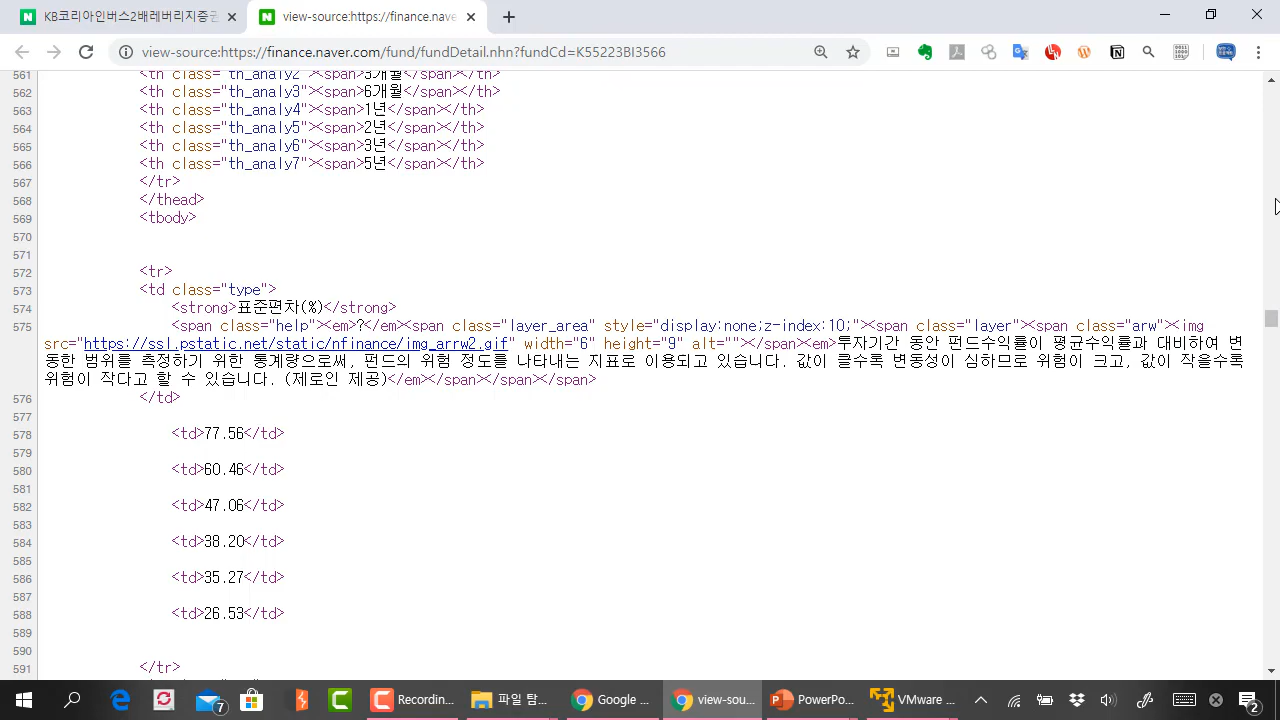 KB코리아인버스2배레버리지증권
view-source:https://finance.nave
view-source:https://finance.naver.com/fund/fundDetail.nhn?fundCd=K55223BI3566
561 <th class="th_analy2"><span>3개월</span></th>
562 <th class="th_analy3"><span>6개월</span></th>
563 <th class="th_analy4"><span>1년</span></th>
564 <th class="th_analy5"><span>2년</span></th>
565 <th class="th_analy6"><span>3년</span></th>
566 <th class="th_analy7"><span>5년</span></th>
567 </tr>
568 </thead>
569 <tbody>
570
571
572 <tr>
573 <td class="type">
574 <strong>표준편차(%)</strong>
575 <span class="help"><em>?</em><span class="layer_area" style="display:none;z-index:10;"><span class="layer"><span class="arw"><img
src="https://ssl.pstatic.net/static/nfinance/img_arrw2.gif" width="6" height="9" alt=""></span><em>투자기간 동안 펀드수익률이 평균수익률과 대비하여 변
동한 범위를 측정하기 위한 통계량으로써, 펀드의 위험 정도를 나타내는 지표로 이용되고 있습니다. 값이 클수록 변동성이 심하므로 위험이 크고, 값이 작을수록
위험이 작다고 할 수 있습니다. (제로인 제공)</em></span></span></span>
576 </td>
577
578 <td>77.56</td>
579
580 <td>60.46</td>
581
582 <td>47.06</td>
583
584 <td>38.20</td>
585
586 <td>35.27</td>
587
588 <td>26.53</td>
589
590
591 </tr>
7
Recordin...
파일 탐...
Google ...
view-sou...
PowerPo...
VMware ...
2